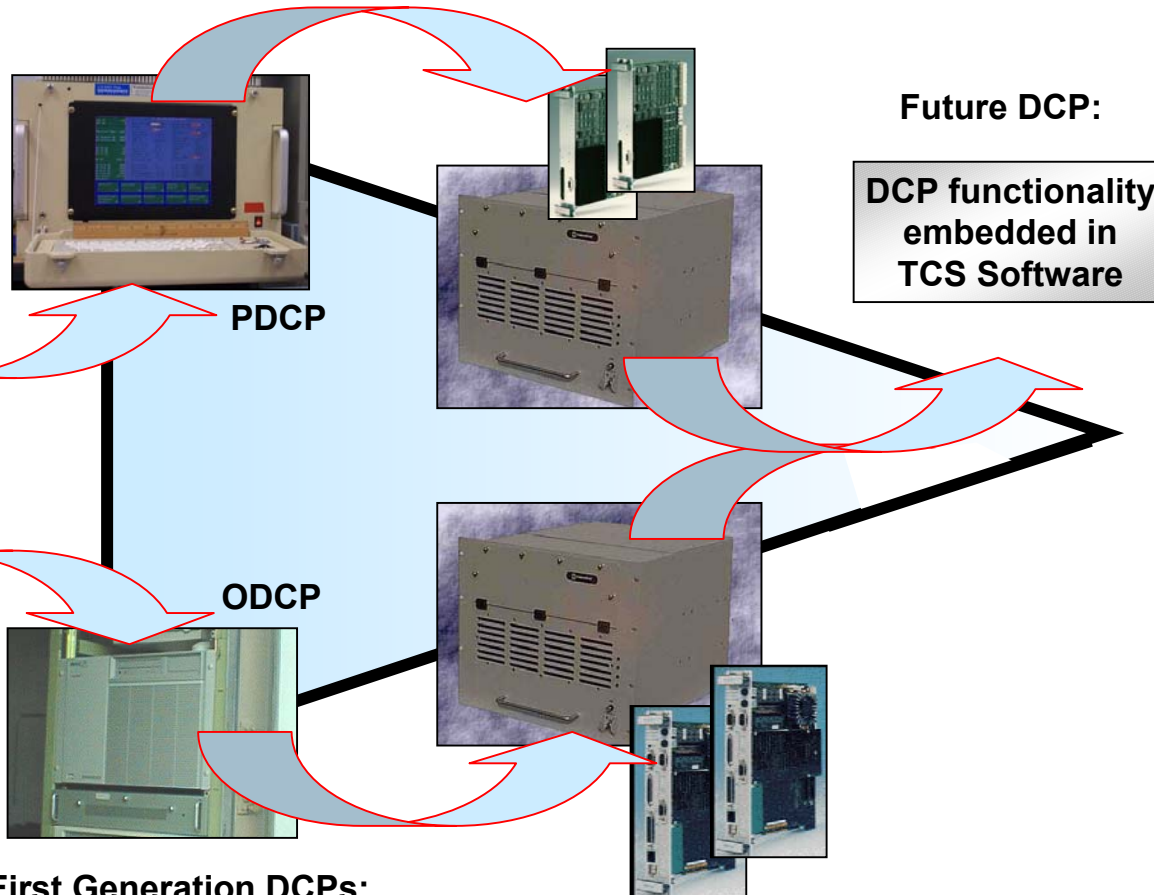 Future DCP:
DCP functionality
embedded in
TCS Software
PDCP
ODCP
First Generation DCPs: